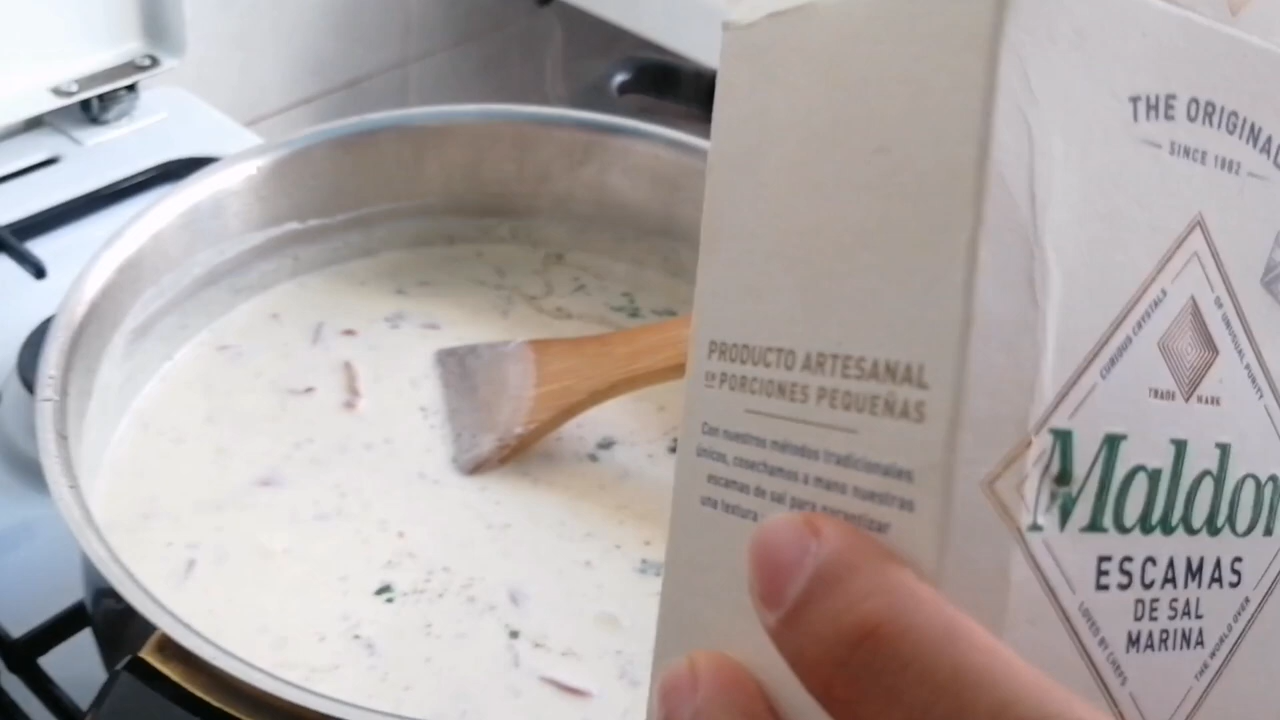 PRODUCTO ARTESANAL
EN PORCIONES PEQUEÑAS
Con nuestros métodos tradicionales
únicos, cosechamos a mano nuestras
escamas de sal para garantizar
una textura
THE ORIGINAL
SINCE 1882
CURIOUS CRYSTALS
OF UNUSUAL PURITY
TRADE MARK
Maldon
ESCAMAS
DE SAL
MARINA
LOVED BY CHEFS
THE WORLD OVER